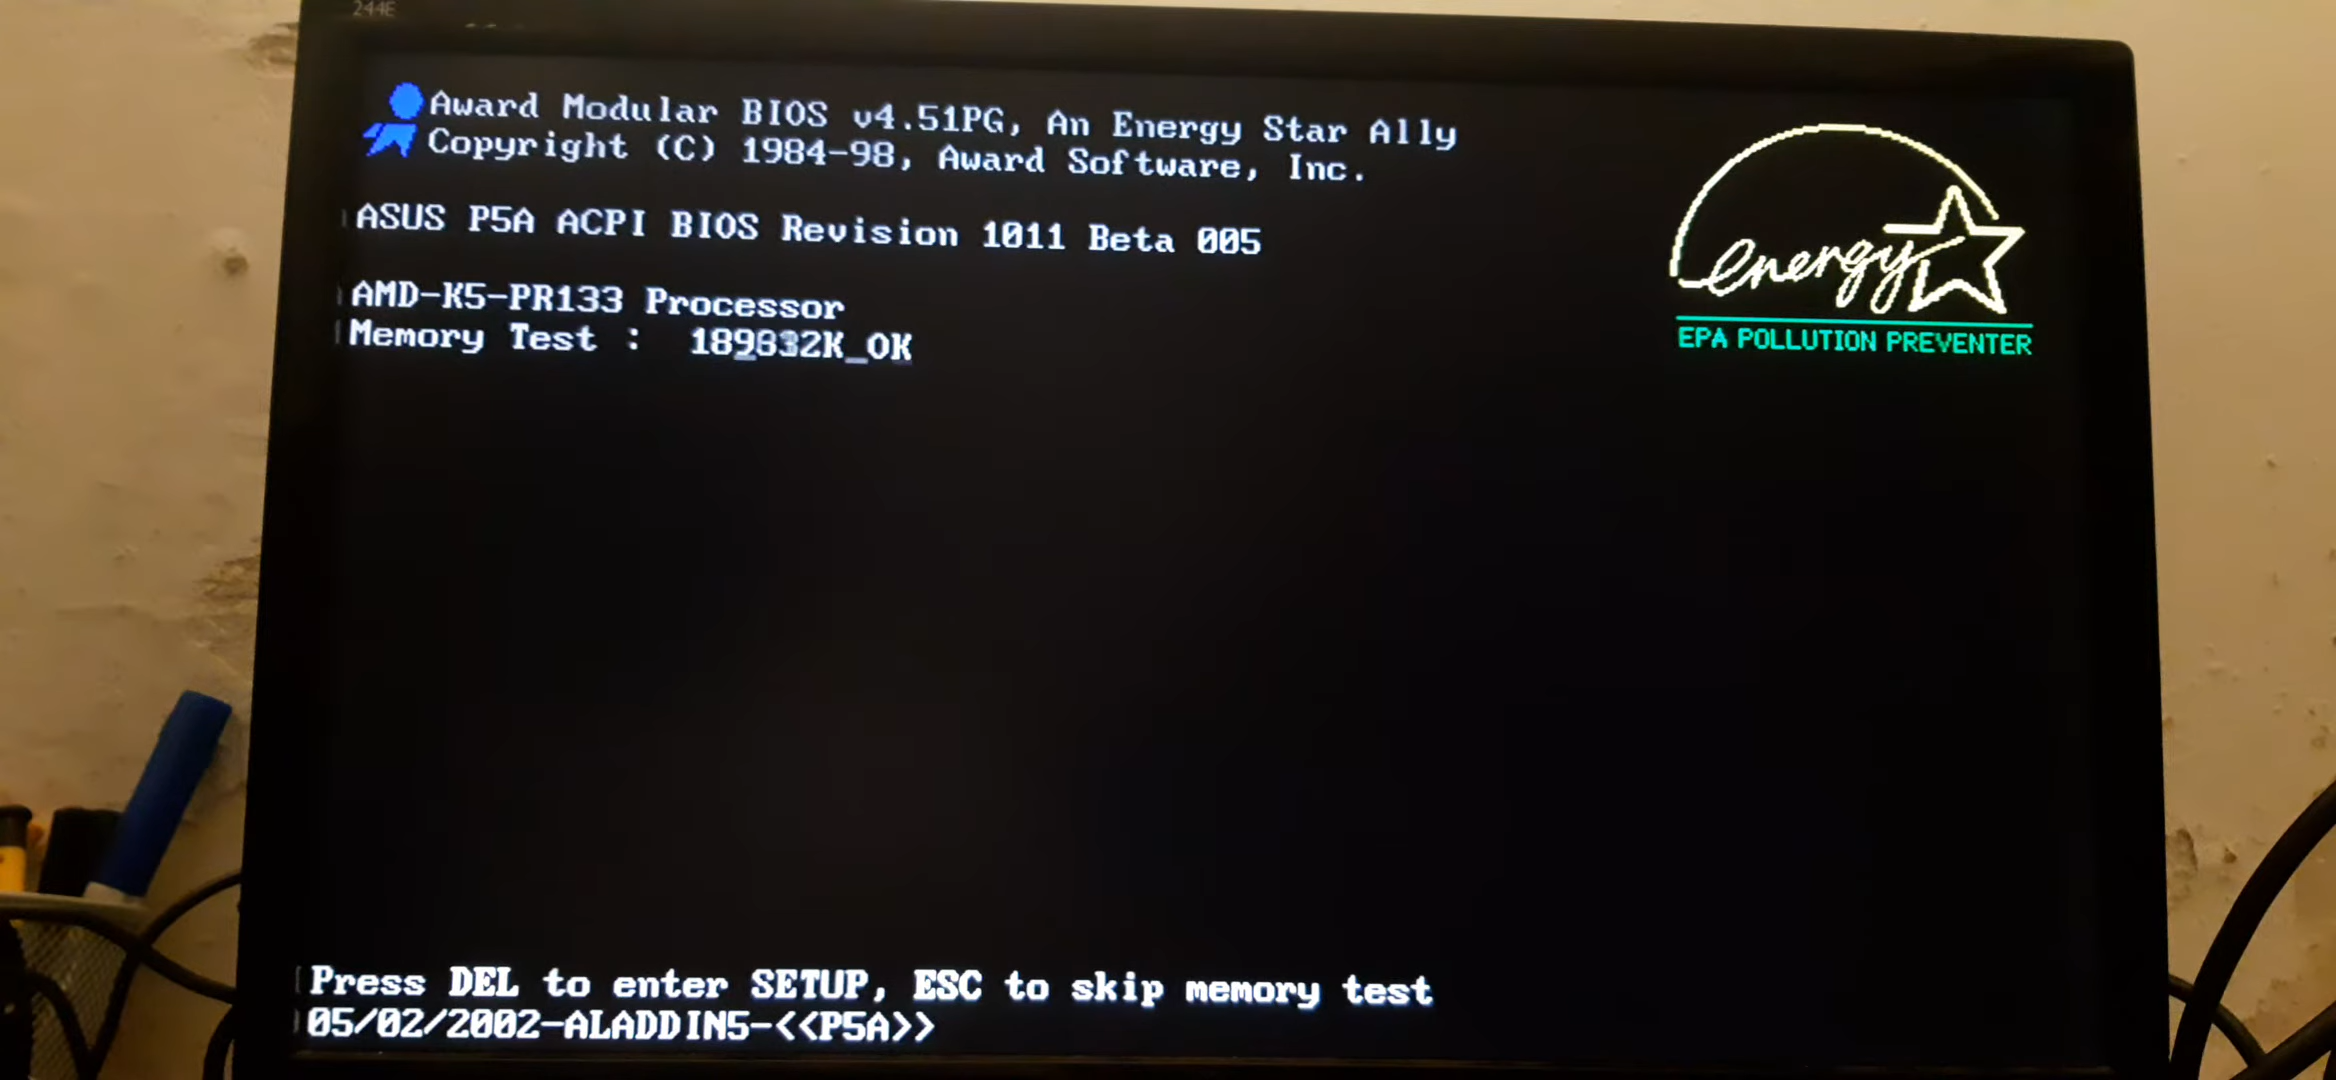 244E
Award Modular BIOS v4.51PG, An Energy Star Ally
Copyright (C) 1984-98, Award Software, Inc.
energy
EPA POLLUTION PREVENTER
ASUS P5A ACPI BIOS Revision 1011 Beta 005
AMD-K5-PR133 Processor
Memory Test : OK
Press DEL to enter SETUP, ESC to skip memory test
05/02/2002-ALADDIN5-<<P5A>>